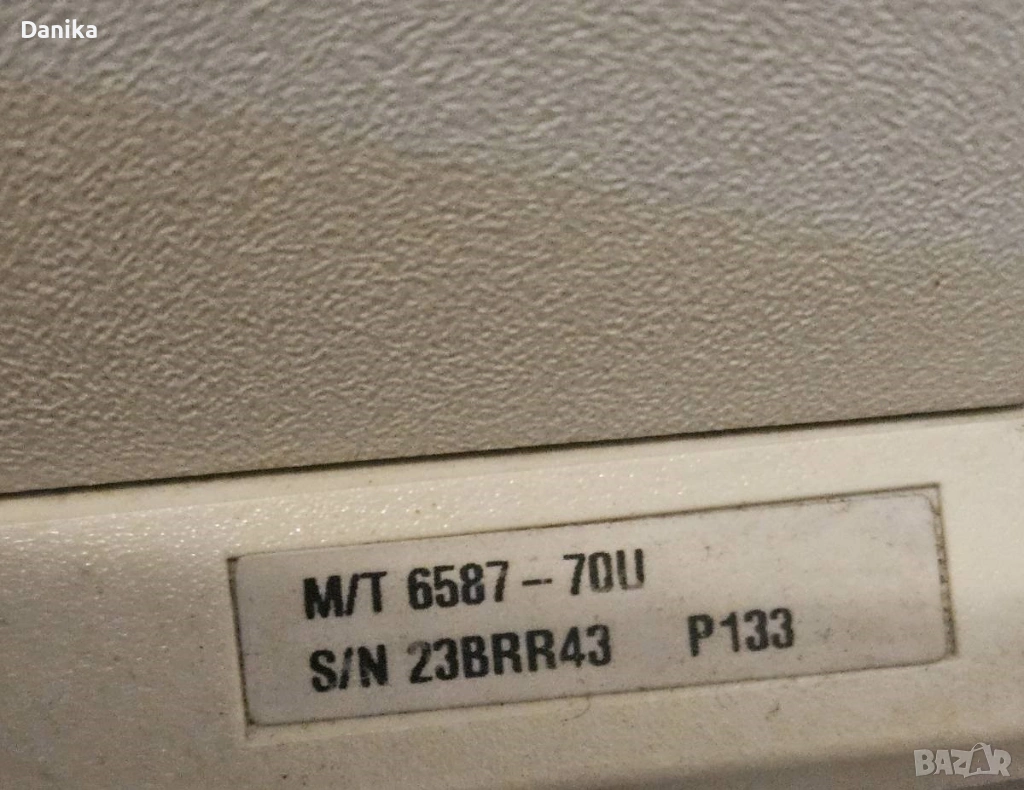 Danika
M/T 6587-70U
S/N 23BRR43 P133
BAZAR